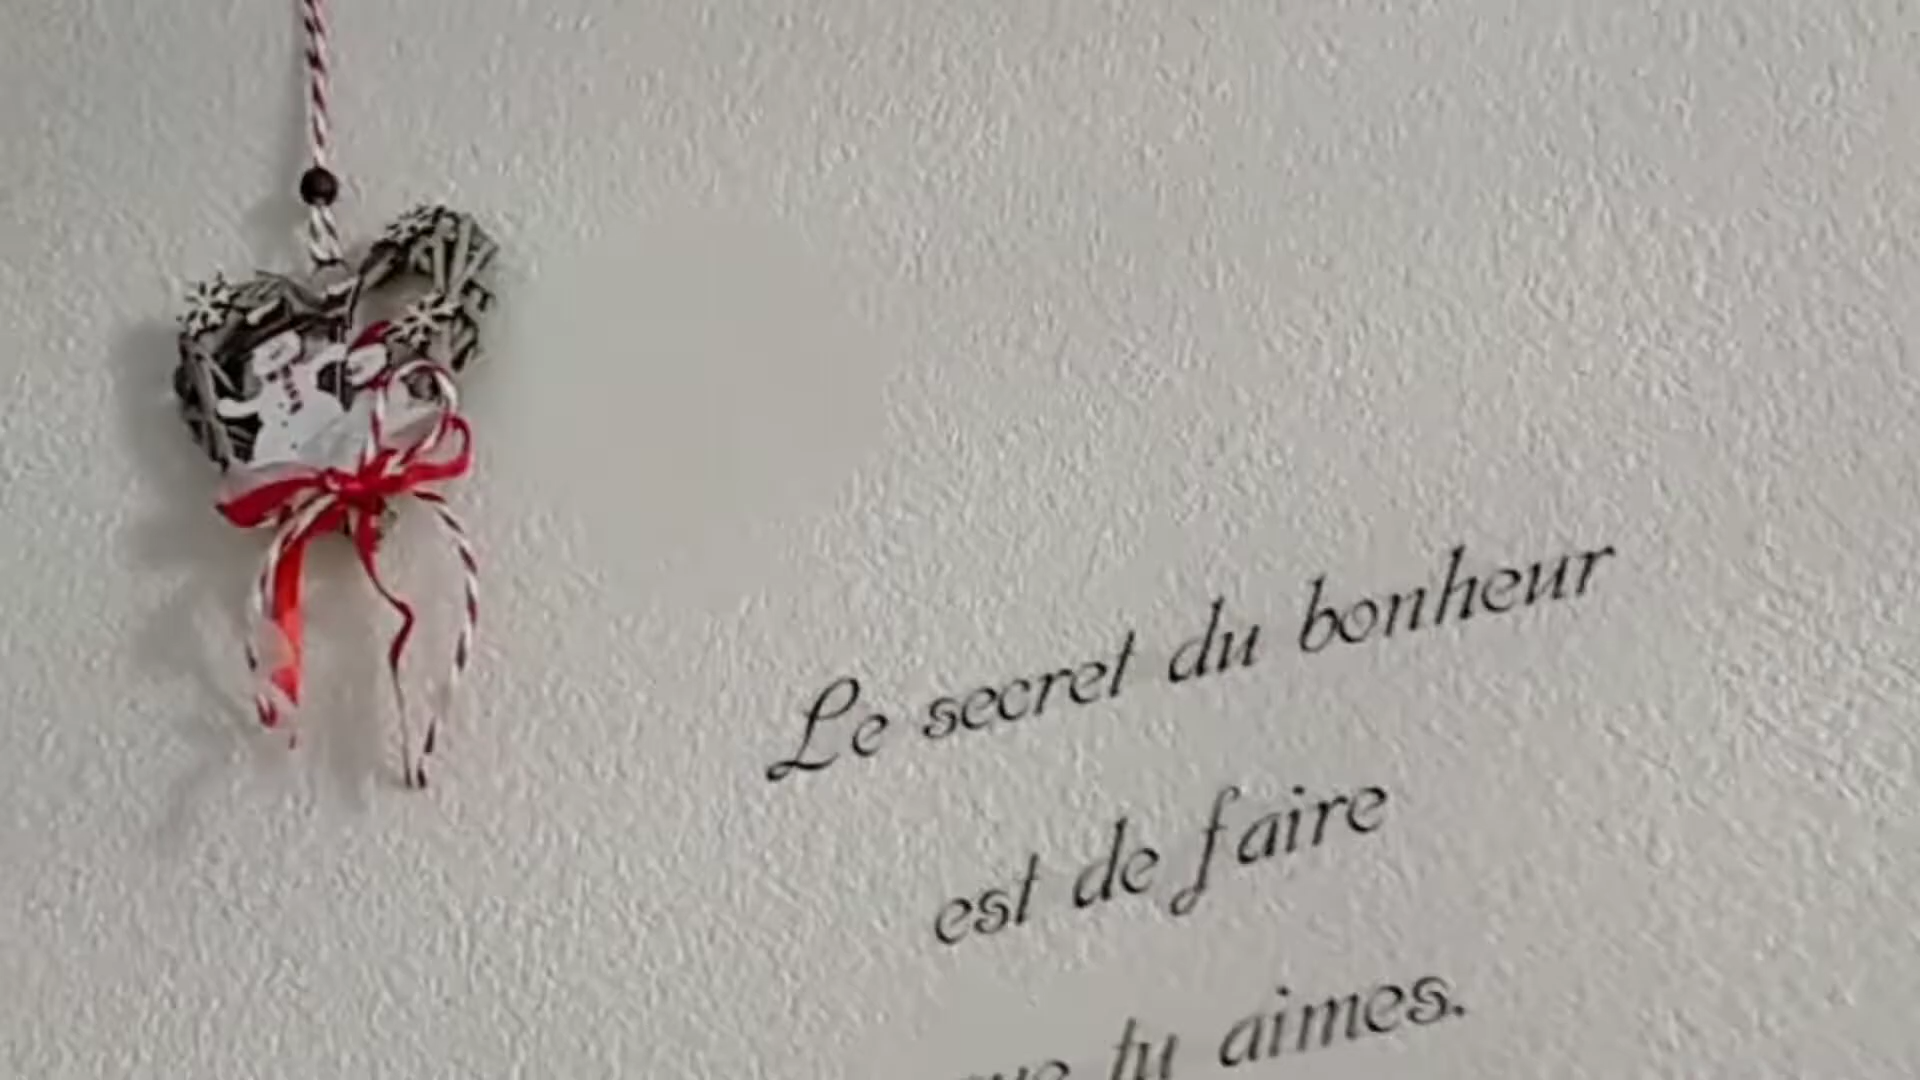 Le secret du bonheur
est de faire
tu aimes.